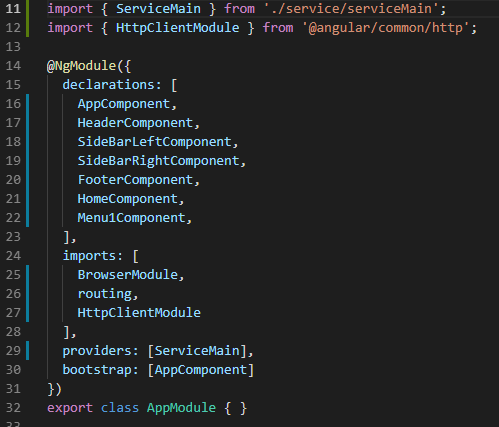 11 import { ServiceMain } from './service/serviceMain';
12 import { HttpClientModule } from '@angular/common/http';
13
14 @NgModule({
15   declarations: [
16     AppComponent,
17     HeaderComponent,
18     SideBarLeftComponent,
19     SideBarRightComponent,
20     FooterComponent,
21     HomeComponent,
22     Menu1Component,
23   ],
24   imports: [
25     BrowserModule,
26     routing,
27     HttpClientModule
28   ],
29   providers: [ServiceMain],
30   bootstrap: [AppComponent]
31 })
32 export class AppModule { }
33